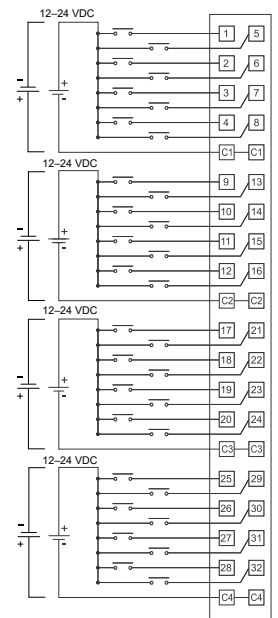 12–24 VDC
1 5
2 6
- + 3 7
+ - 4 8
C1 C1
12–24 VDC
9 13
10 14
- + 11 15
+ - 12 16
C2 C2
12–24 VDC
17 21
18 22
- + 19 23
+ - 20 24
C3 C3
12–24 VDC
25 29
26 30
- + 27 31
+ - 28 32
C4 C4